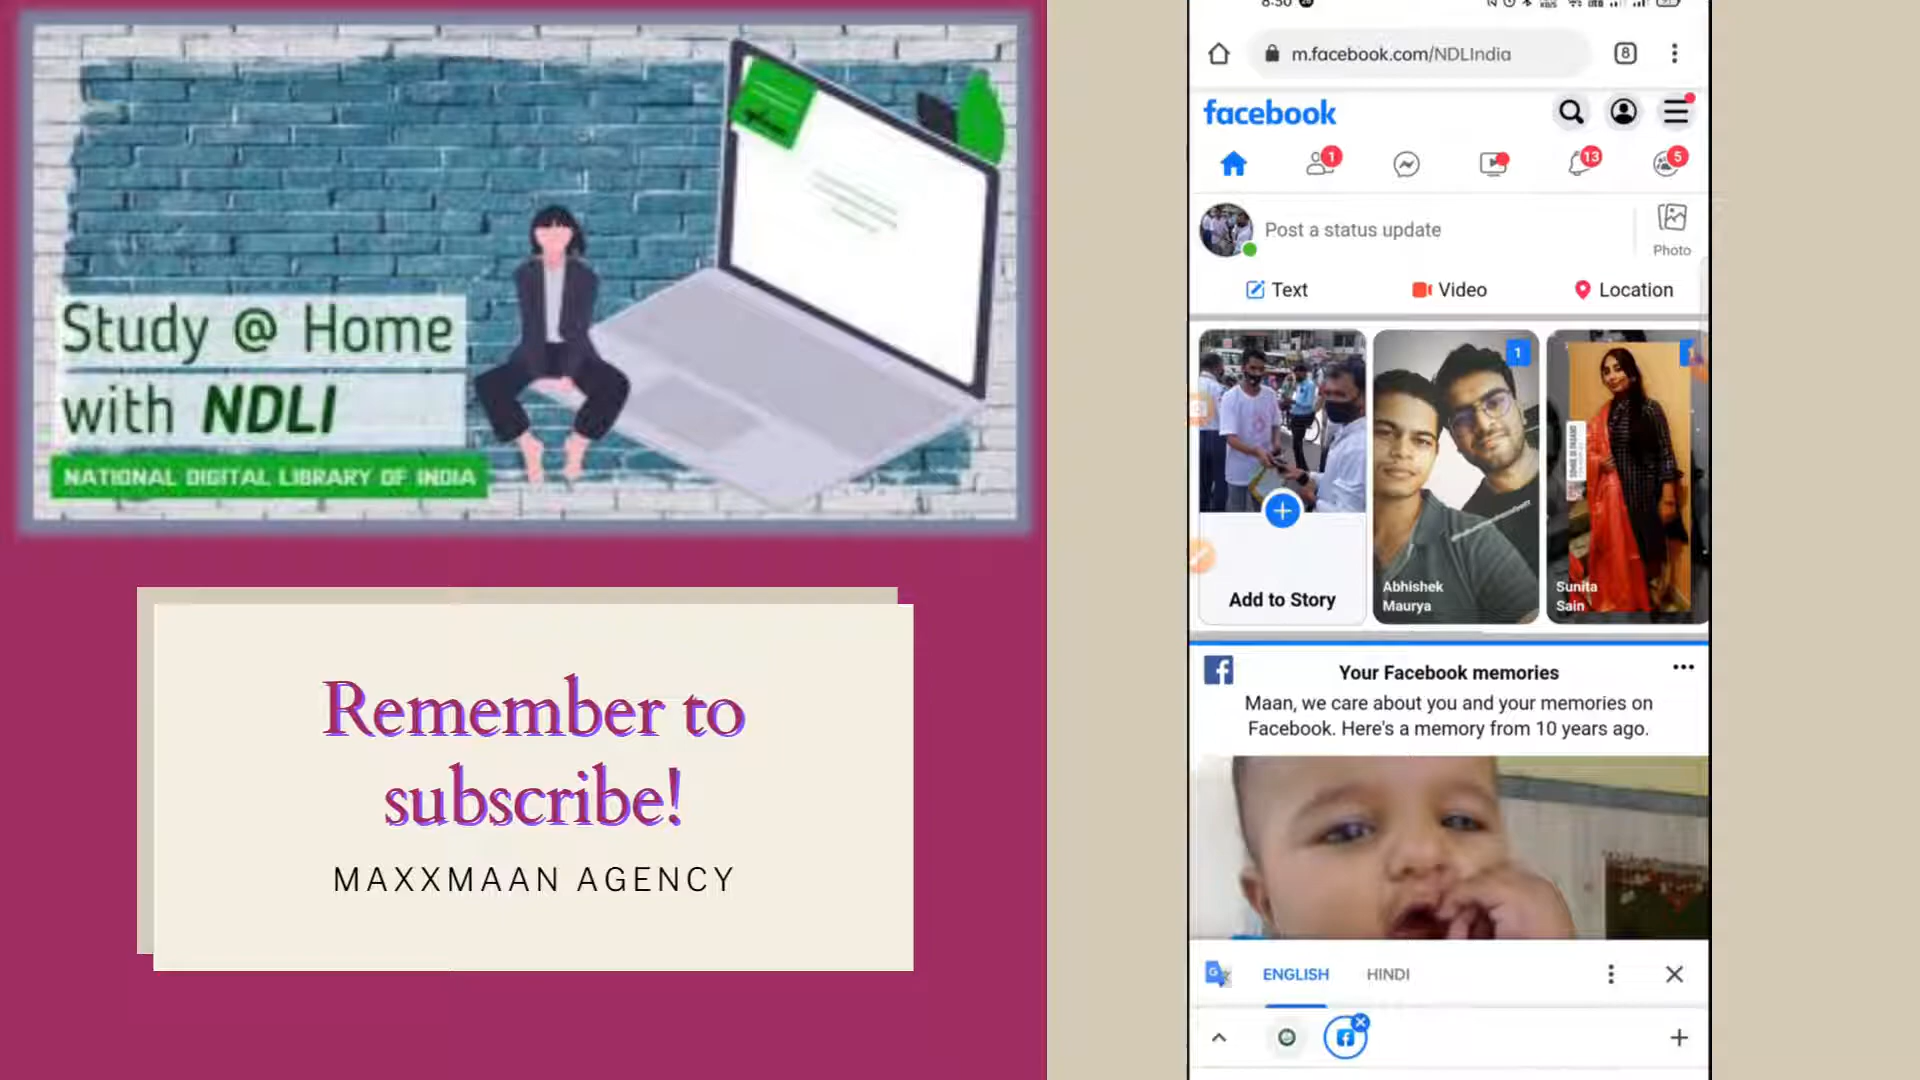 Study @ Home
with NDLI
NATIONAL DIGITAL LIBRARY OF INDIA
Remember to
subscribe!
MAXXMAAN AGENCY
8:50
m.facebook.com/NDLIndia
8
facebook
1
13
5
Post a status update
Photo
Text
Video
Location
1
Add to Story
Abhishek
Maurya
Sunita
Sain
Your Facebook memories
Maan, we care about you and your memories on
Facebook. Here's a memory from 10 years ago.
ENGLISH
HINDI